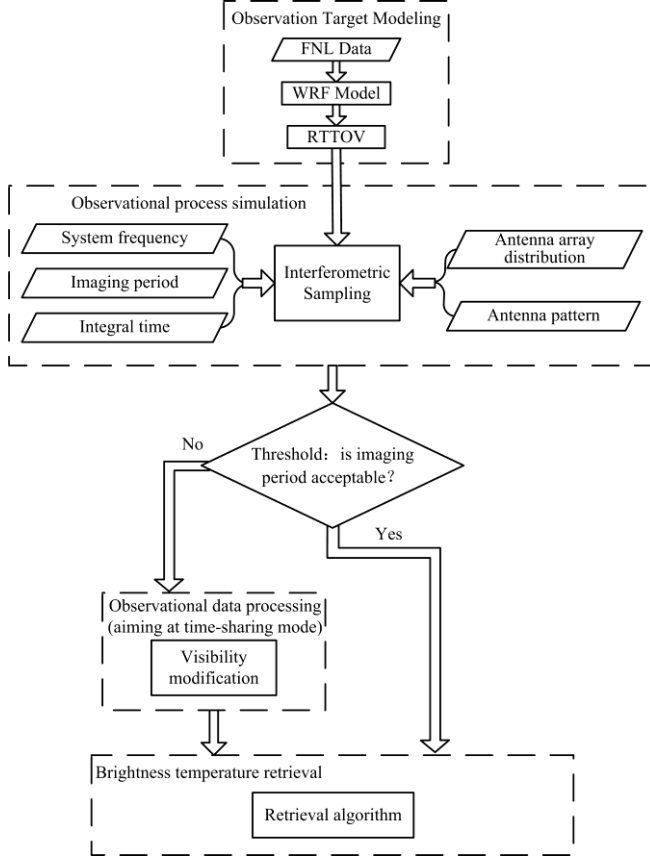 Observation Target Modeling
FNL Data
WRF Model
RTTOV
Observational process simulation
System frequency
Imaging period
Integral time
Interferometric
Sampling
Antenna array
distribution
Antenna pattern
Threshold：is imaging
period acceptable？
No
Yes
Observational data processing
(aiming at time-sharing mode)
Visibility
modification
Brightness temperature retrieval
Retrieval algorithm